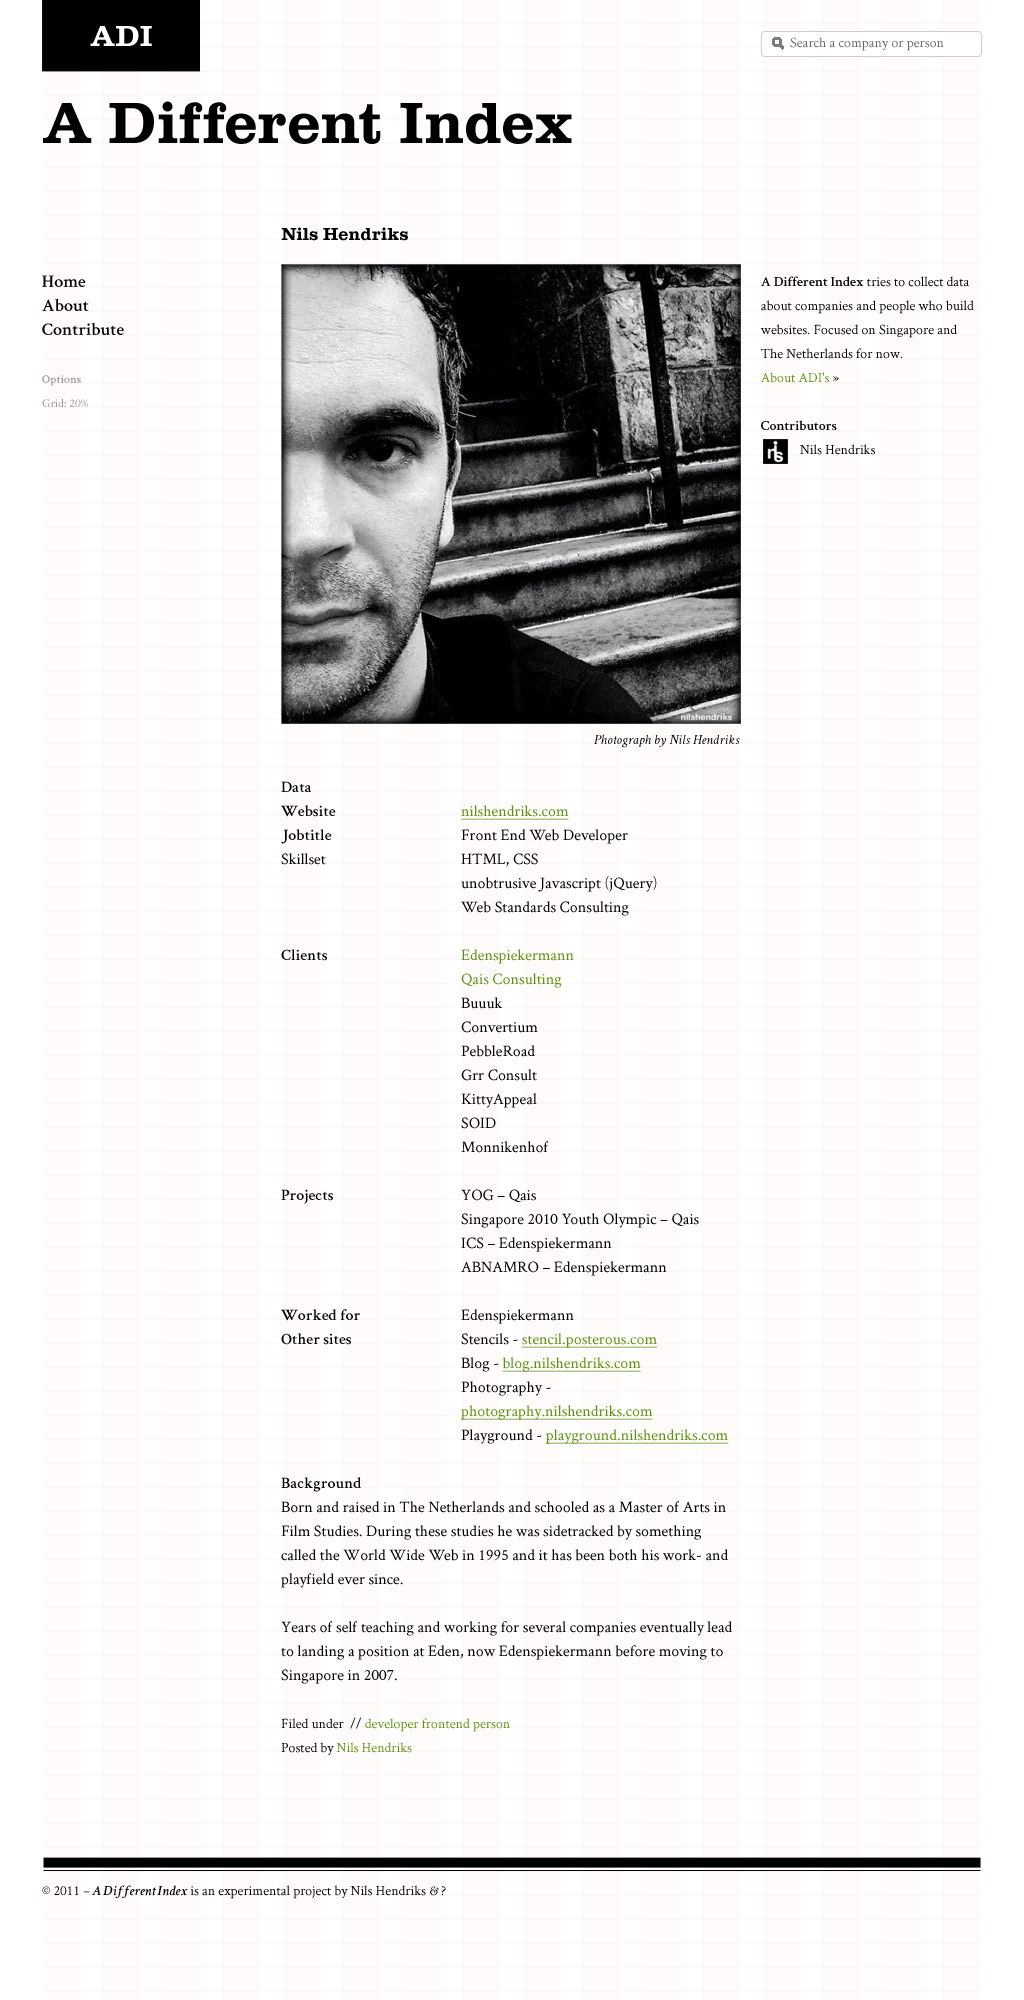 ADI
Search a company or person
A Different Index
Nils Hendriks
Home
About
Contribute
Options
Grid: 20%
nilshendriks
Photograph by Nils Hendriks
Data
Website nilshendriks.com
Jobtitle Front End Web Developer
Skillset HTML, CSS
unobtrusive Javascript (jQuery)
Web Standards Consulting
Clients Edenspiekermann
Qais Consulting
Buuuk
Convertium
PebbleRoad
Grr Consult
KittyAppeal
SOID
Monnikenhof
Projects YOG – Qais
Singapore 2010 Youth Olympic – Qais
ICS – Edenspiekermann
ABNAMRO – Edenspiekermann
Worked for Edenspiekermann
Other sites Stencils - stencil.posterous.com
Blog - blog.nilshendriks.com
Photography -
photography.nilshendriks.com
Playground - playground.nilshendriks.com
Background
Born and raised in The Netherlands and schooled as a Master of Arts in
Film Studies. During these studies he was sidetracked by something
called the World Wide Web in 1995 and it has been both his work- and
playfield ever since.
Years of self teaching and working for several companies eventually lead
to landing a position at Eden, now Edenspiekermann before moving to
Singapore in 2007.
Filed under // developer frontend person
Posted by Nils Hendriks
A Different Index tries to collect data
about companies and people who build
websites. Focused on Singapore and
The Netherlands for now.
About ADI's »
Contributors
nis
Nils Hendriks
© 2011 – A Different Index is an experimental project by Nils Hendriks & ?